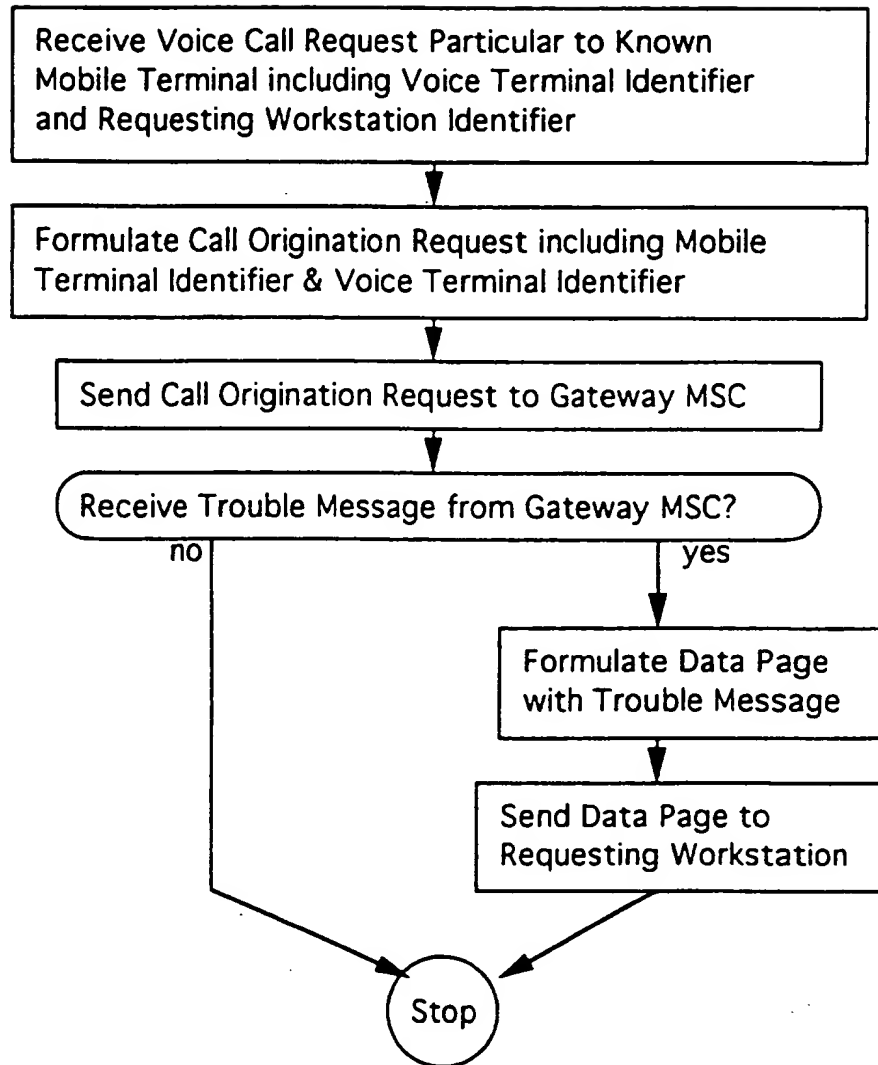 Receive Voice Call Request Particular to Known
Mobile Terminal including Voice Terminal Identifier
and Requesting Workstation Identifier
Formulate Call Origination Request including Mobile
Terminal Identifier & Voice Terminal Identifier
Send Call Origination Request to Gateway MSC
Receive Trouble Message from Gateway MSC?
no
yes
Formulate Data Page
with Trouble Message
Send Data Page to
Requesting Workstation
Stop